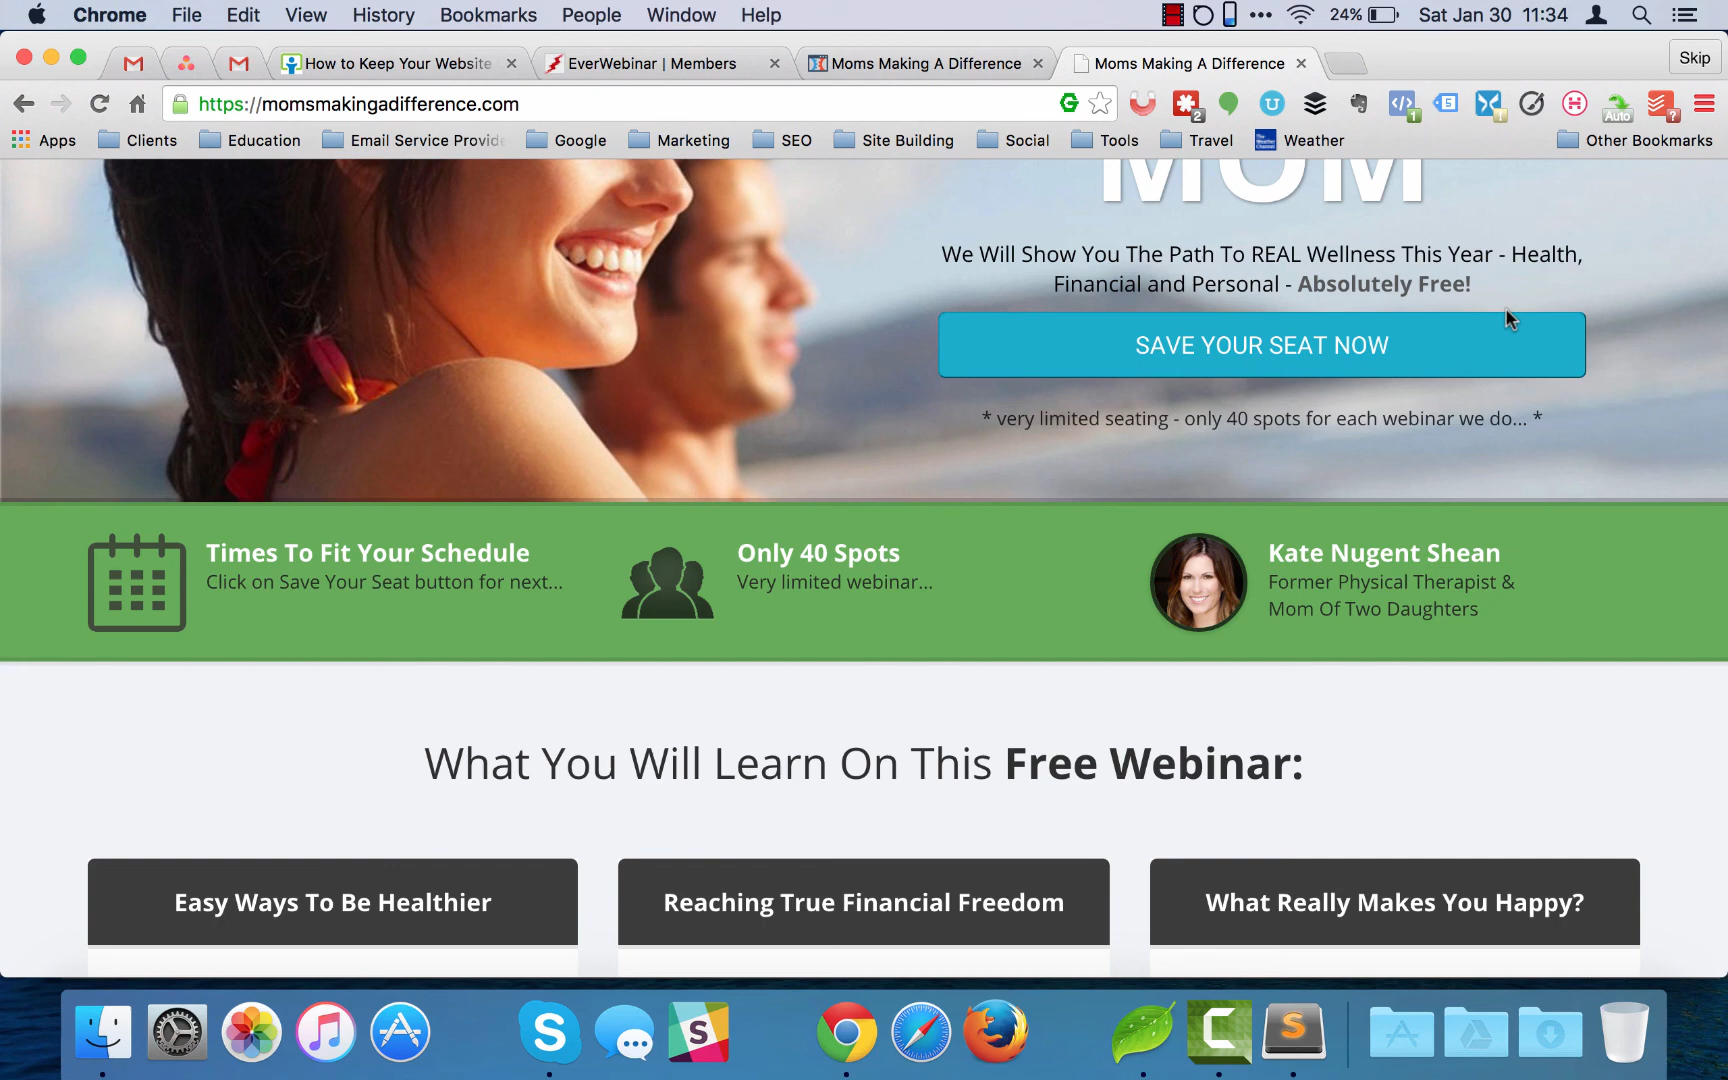 Chrome File Edit View History Bookmarks People Window Help 24% Sat Jan 30 11:34
How to Keep Your Website EverWebinar | Members Moms Making A Difference Moms Making A Difference Skip
https://momsmakingadifference.com
Apps Clients Education Email Service Provide Google Marketing SEO Site Building Social Tools Travel Weather Other Bookmarks
MOM
We Will Show You The Path To REAL Wellness This Year - Health,
Financial and Personal - Absolutely Free!
SAVE YOUR SEAT NOW
* very limited seating - only 40 spots for each webinar we do... *
Times To Fit Your Schedule
Click on Save Your Seat button for next...
Only 40 Spots
Very limited webinar...
Kate Nugent Shean
Former Physical Therapist &
Mom Of Two Daughters
What You Will Learn On This Free Webinar:
Easy Ways To Be Healthier
Reaching True Financial Freedom
What Really Makes You Happy?